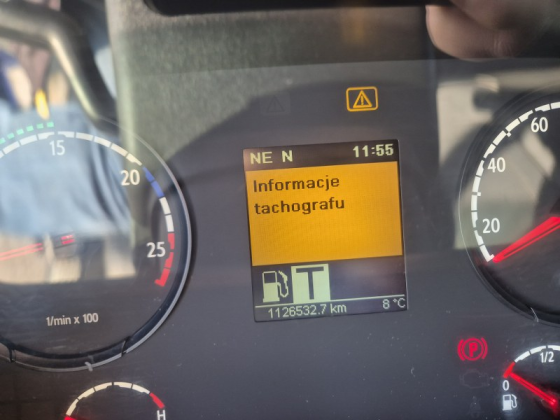 NE N 11:55
Informacje
tachografu
T
1126532.7 km 8 °C
15
20
25
1/min x 100
H
60
40
20
P
1/2
0